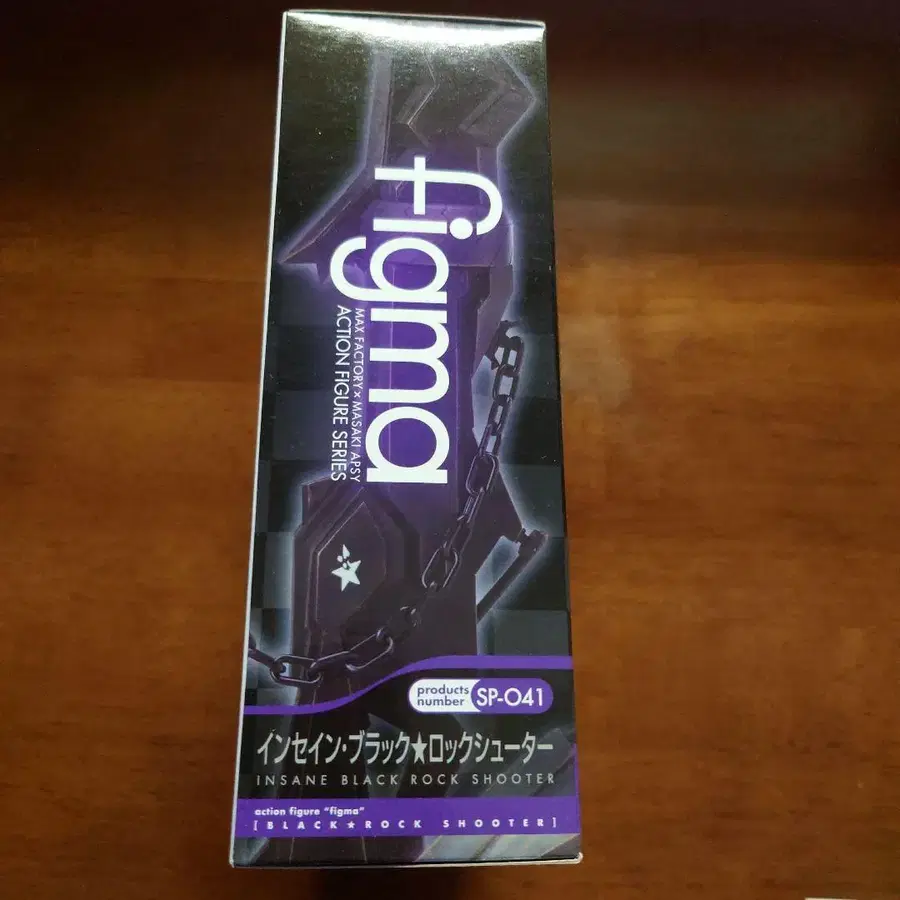 figma
MAX FACTORY × MASAKI APSY
ACTION FIGURE SERIES
products
number
SP-041
インセイン・ブラック★ロックシューター
INSANE BLACK ROCK SHOOTER
action figure "figma"
[BLACK★ROCK SHOOTER]